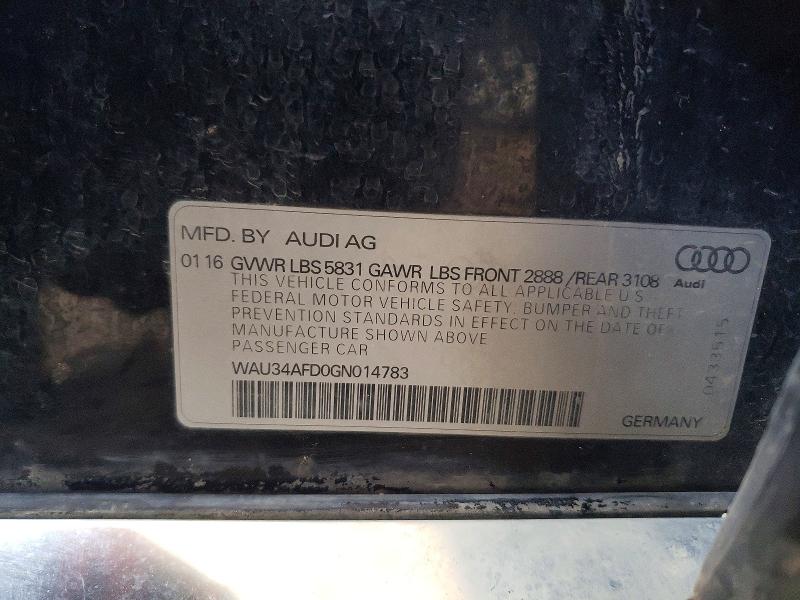 MFD. BY AUDI AG
01 16 GVWR LBS 5831 GAWR LBS FRONT 2888 /REAR 3108
Audi
THIS VEHICLE CONFORMS TO ALL APPLICABLE U S
FEDERAL MOTOR VEHICLE SAFETY, BUMPER AND THEFT
PREVENTION STANDARDS IN EFFECT ON THE DATE OF
MANUFACTURE SHOWN ABOVE
PASSENGER CAR
WAU34AFD0GN014783
GERMANY